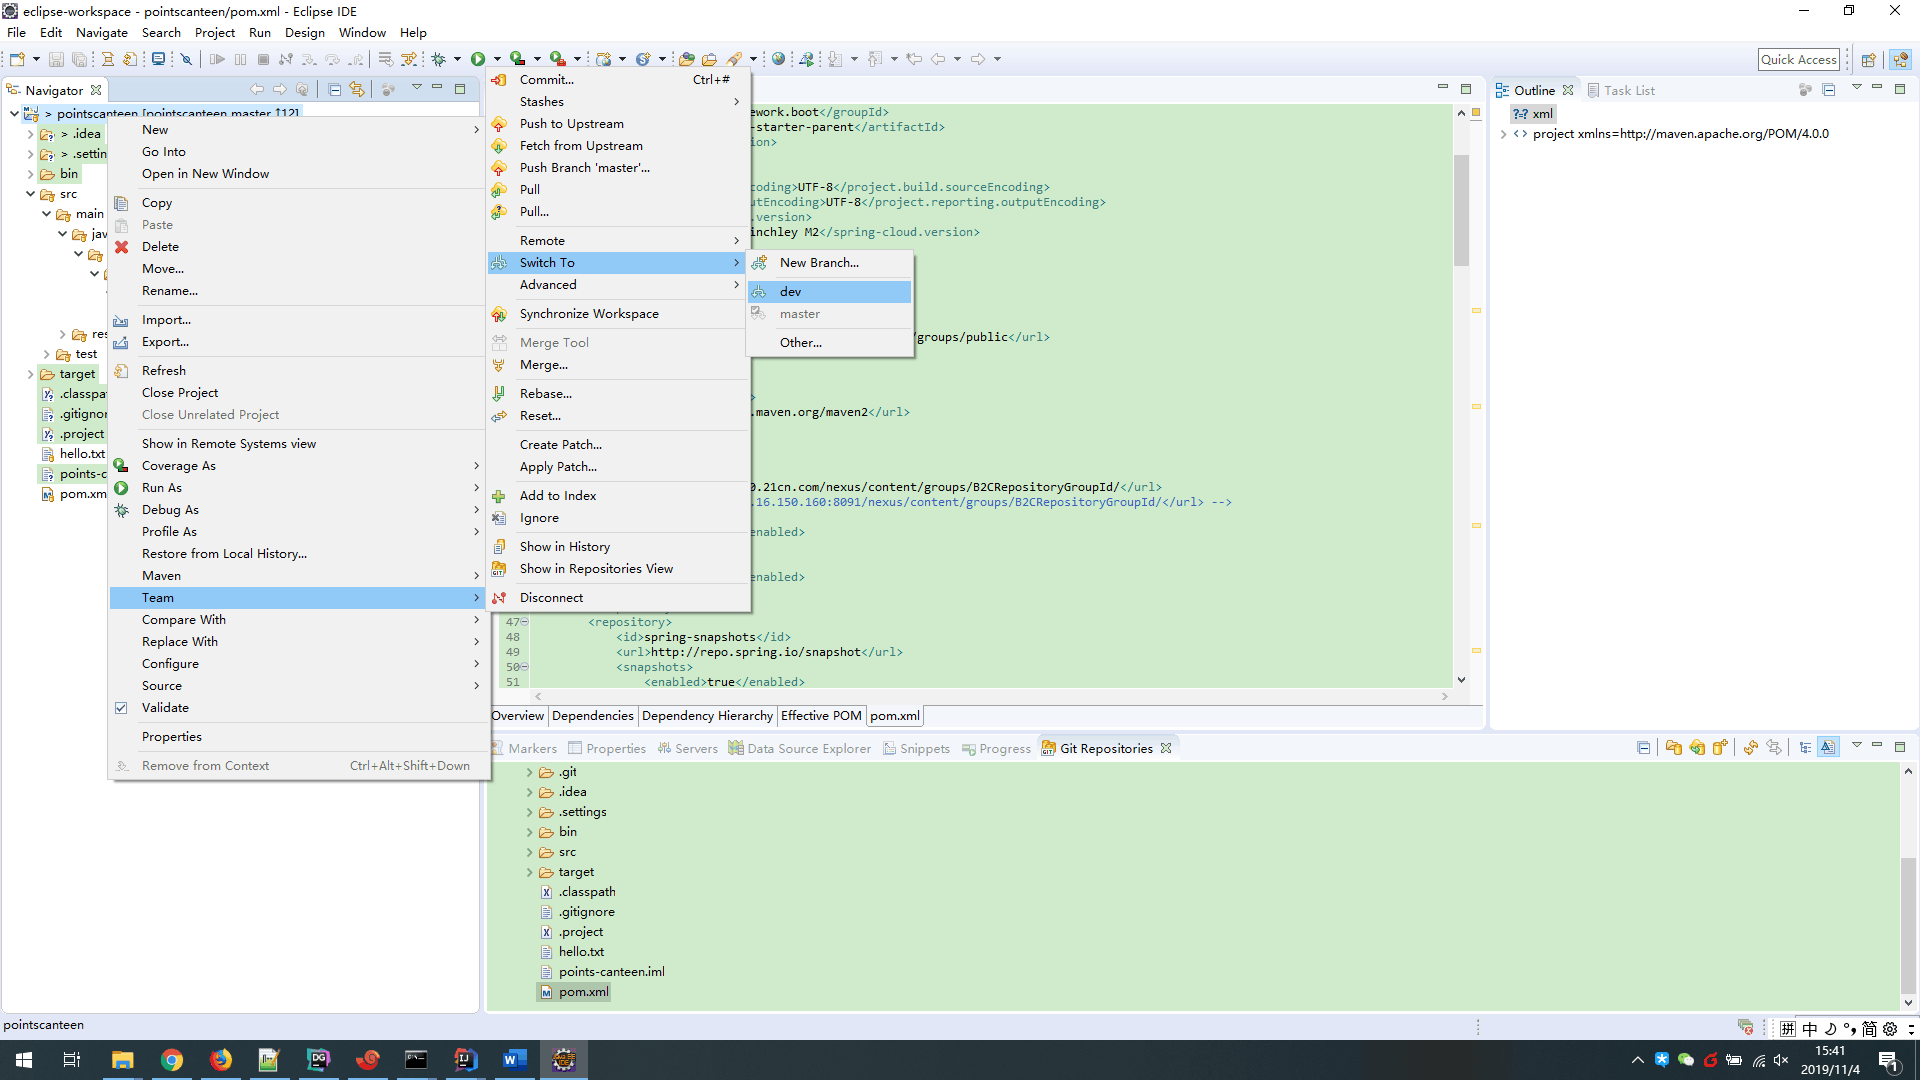 eclipse-workspace - pointscanteen/pom.xml - Eclipse IDE
File Edit Navigate Search Project Run Design Window Help
Quick Access
Navigator
> pointscanteen [pointscanteen master ↑12]
> .idea
> .settin
bin
src
main
jav
res
test
target
.classpa
.gitignor
.project
hello.txt
points-c
pom.xm
New
Go Into
Open in New Window
Copy
Paste
Delete
Move...
Rename...
Import...
Export...
Refresh
Close Project
Close Unrelated Project
Show in Remote Systems view
Coverage As
Run As
Debug As
Profile As
Restore from Local History...
Maven
Team
Compare With
Replace With
Configure
Source
Validate
Properties
Remove from Context Ctrl+Alt+Shift+Down
Commit... Ctrl+#
Stashes
Push to Upstream
Fetch from Upstream
Push Branch 'master'...
Pull
Pull...
Remote
Switch To
Advanced
Synchronize Workspace
Merge Tool
Merge...
Rebase...
Reset...
Create Patch...
Apply Patch...
Add to Index
Ignore
Show in History
Show in Repositories View
Disconnect
New Branch...
dev
master
Other...
ework.boot</groupId>
-starter-parent</artifactId>
ion>
coding>UTF-8</project.build.sourceEncoding>
utEncoding>UTF-8</project.reporting.outputEncoding>
.version>
inchley M2</spring-cloud.version>
/groups/public</url>
>
.maven.org/maven2</url>
0.21cn.com/nexus/content/groups/B2CRepositoryGroupId/</url>
.16.150.160:8091/nexus/content/groups/B2CRepositoryGroupId/</url> -->
enabled>
enabled>
47 <repository>
48 <id>spring-snapshots</id>
49 <url>http://repo.spring.io/snapshot</url>
50 <snapshots>
51 <enabled>true</enabled>
Overview Dependencies Dependency Hierarchy Effective POM pom.xml
Outline Task List
?=? xml
project xmlns=http://maven.apache.org/POM/4.0.0
Markers Properties Servers Data Source Explorer Snippets Progress Git Repositories
.git
.idea
.settings
bin
src
target
.classpath
.gitignore
.project
hello.txt
points-canteen.iml
pom.xml
pointscanteen
拼 中 简
15:41
2019/11/4
1